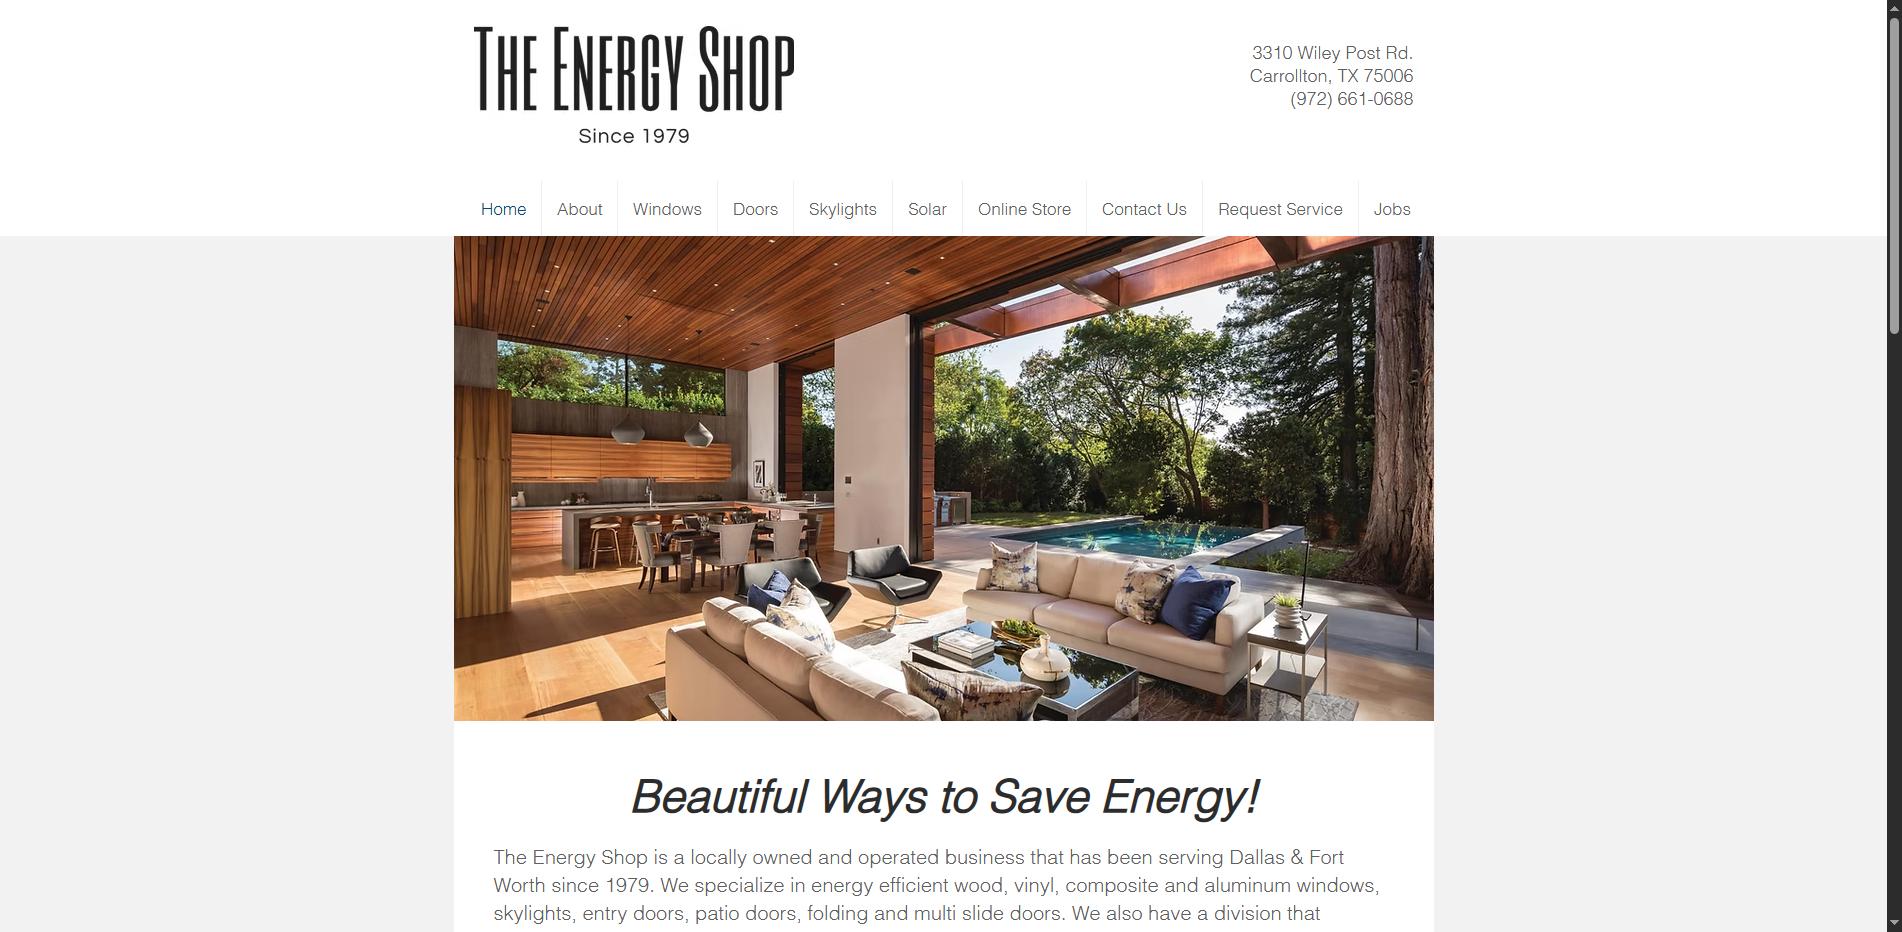 THE ENERGY SHOP
Since 1979
3310 Wiley Post Rd.
Carrollton, TX 75006
(972) 661-0688
Home
About
Windows
Doors
Skylights
Solar
Online Store
Contact Us
Request Service
Jobs
Beautiful Ways to Save Energy!
The Energy Shop is a locally owned and operated business that has been serving Dallas & Fort
Worth since 1979. We specialize in energy efficient wood, vinyl, composite and aluminum windows,
skylights, entry doors, patio doors, folding and multi slide doors. We also have a division that